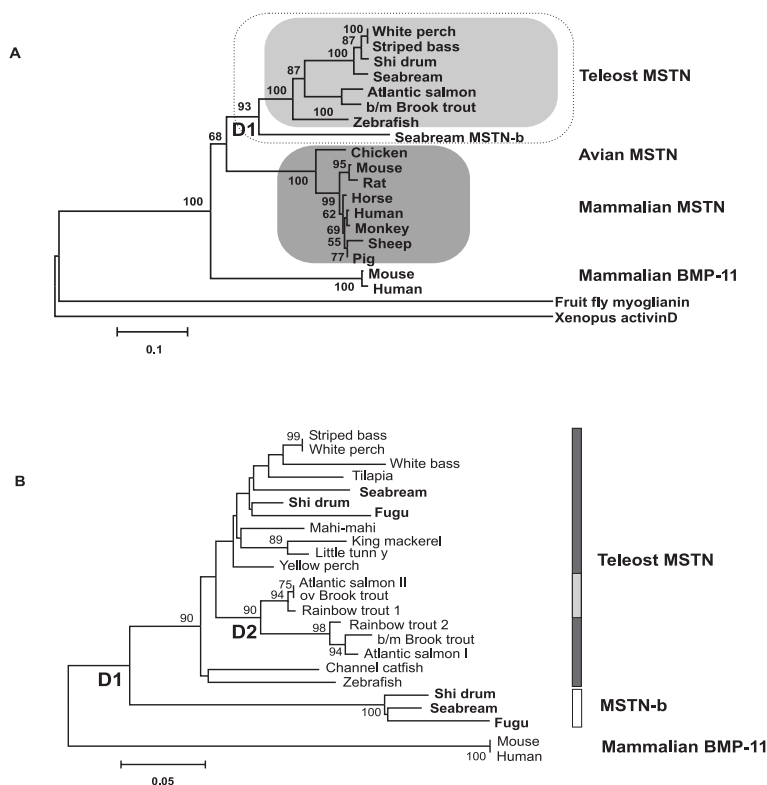 A
100
White perch
87
Striped bass
100
Shi drum
Seabream
Teleost MSTN
87
Atlantic salmon
100
b/m Brook trout
93
100
Zebrafish
D1
Seabream MSTN-b
68
Chicken
Avian MSTN
95
Mouse
100
Rat
99
Horse
100
62
Human
Mammalian MSTN
69
Monkey
55
Sheep
77
Pig
Mouse
Mammalian BMP-11
100
Human
Fruit fly myoglianin
Xenopus activinD
0.1
B
99
Striped bass
White perch
White bass
Tilapia
Seabream
Shi drum
Fugu
Mahi-mahi
89
King mackerel
Little tunn y
Teleost MSTN
Yellow perch
75
Atlantic salmon II
94
ov Brook trout
90
90
Rainbow trout 1
D2
98
Rainbow trout 2
b/m Brook trout
94
Atlantic salmon I
D1
Channel catfish
Zebrafish
Shi drum
100
Seabream
MSTN-b
Fugu
Mouse
Mammalian BMP-11
100
Human
0.05